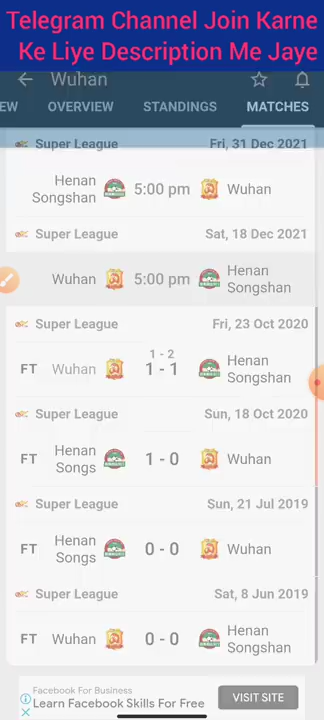 Telegram Channel Join Karne
Ke Liye Description Me Jaye
Wuhan
EW OVERVIEW STANDINGS MATCHES
Super League Fri, 31 Dec 2021
Henan Songshan 5:00 pm Wuhan
Super League Sat, 18 Dec 2021
Wuhan 5:00 pm Henan Songshan
Super League Fri, 23 Oct 2020
1 - 2
FT Wuhan 1 - 1 Henan Songshan
Super League Sun, 18 Oct 2020
FT Henan Songs 1 - 0 Wuhan
Super League Sun, 21 Jul 2019
FT Henan Songs 0 - 0 Wuhan
Super League Sat, 8 Jun 2019
FT Wuhan 0 - 0 Henan Songshan
Facebook For Business
Learn Facebook Skills For Free
VISIT SITE